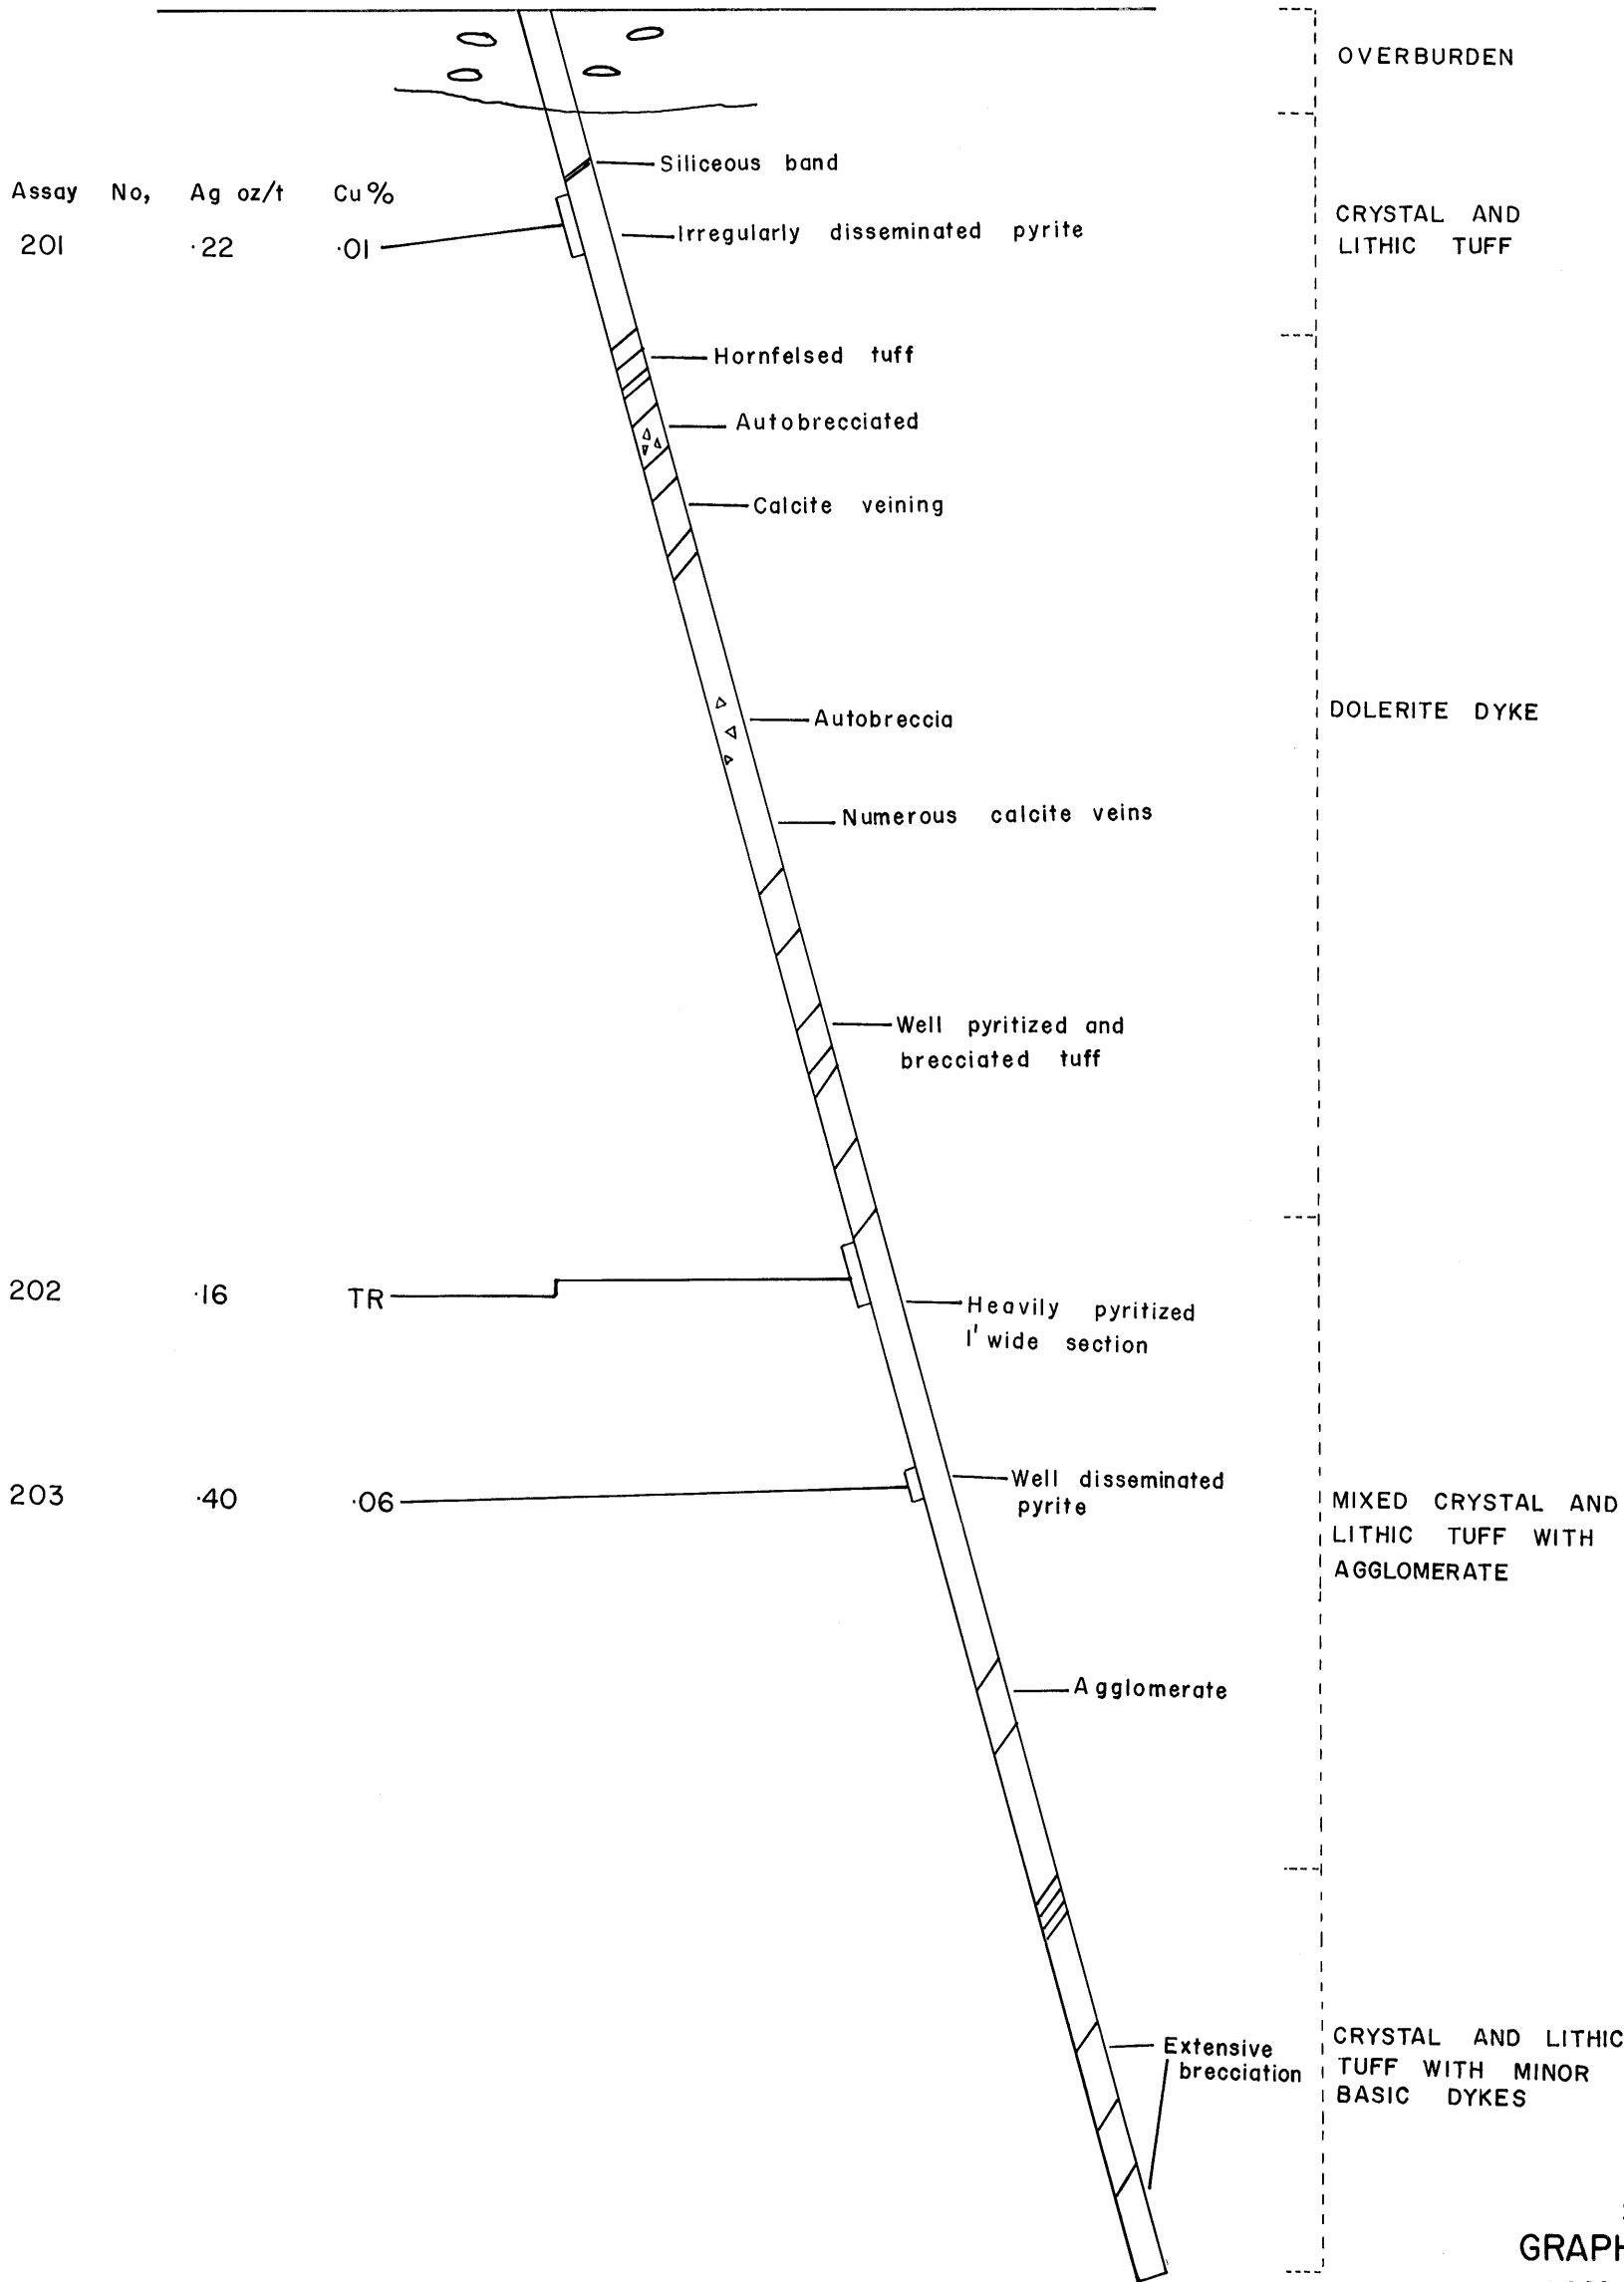 OVERBURDEN
Siliceous band
Assay No, Ag oz/t Cu%
201 .22 .01
Irregularly disseminated pyrite
CRYSTAL AND
LITHIC TUFF
Hornfelsed tuff
Autobrecciated
Calcite veining
Autobreccia
DOLERITE DYKE
Numerous calcite veins
Well pyritized and
brecciated tuff
202 .16 TR
Heavily pyritized
1' wide section
203 .40 .06
Well disseminated
pyrite
MIXED CRYSTAL AND
LITHIC TUFF WITH
AGGLOMERATE
Agglomerate
Extensive
brecciation
CRYSTAL AND LITHIC
TUFF WITH MINOR
BASIC DYKES
GRAPH